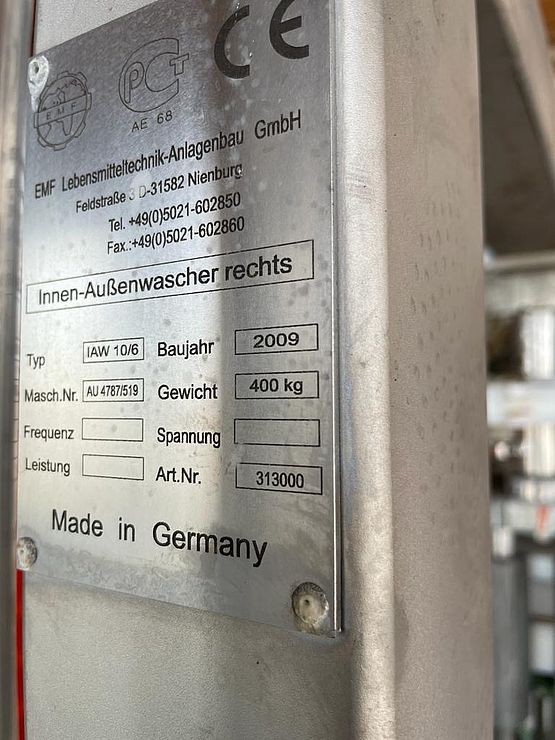 CE
EMF
PCT
AE 68
EMF Lebensmitteltechnik-Anlagenbau GmbH
Feldstraße 3 D-31582 Nienburg
Tel. +49(0)5021-602850
Fax.:+49(0)5021-602860
Innen-Außenwascher rechts
Typ IAW 10/6 Baujahr 2009
Masch.Nr. AU 4787/519 Gewicht 400 kg
Frequenz Spannung
Leistung Art.Nr. 313000
Made in Germany